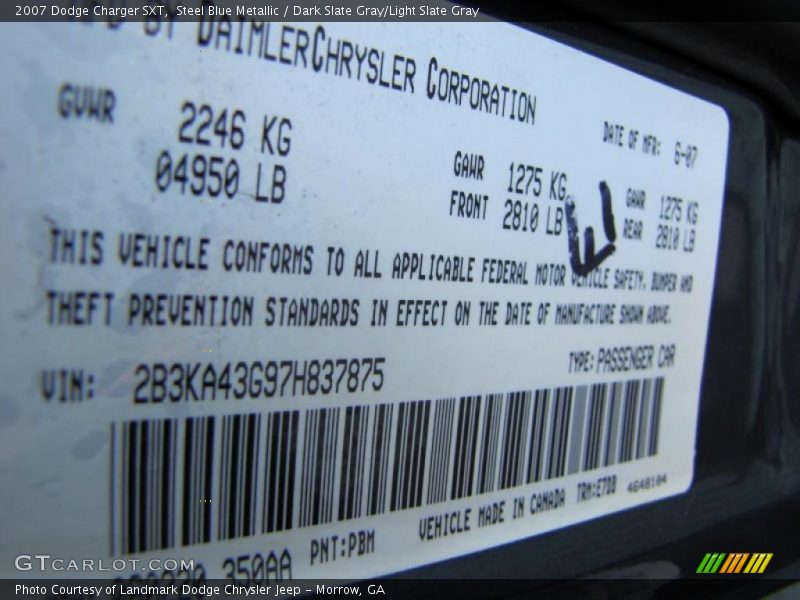 2007 Dodge Charger SXT, Steel Blue Metallic / Dark Slate Gray/Light Slate Gray
BY DAIMLERCHRYSLER CORPORATION
DATE OF MFR: 6-07
GVWR 2246 KG
04950 LB
GAWR FRONT 1275 KG
2810 LB
GAWR REAR 1275 KG
2810 LB
E
THIS VEHICLE CONFORMS TO ALL APPLICABLE FEDERAL MOTOR VEHICLE SAFETY, BUMPER AND
THEFT PREVENTION STANDARDS IN EFFECT ON THE DATE OF MANUFACTURE SHOWN ABOVE.
VIN: 2B3KA43G97H837875 TYPE: PASSENGER CAR
350AA PNT:PBM VEHICLE MADE IN CANADA TRM:E7DB 4648104
GTCARLOT.COM
Photo Courtesy of Landmark Dodge Chrysler Jeep - Morrow, GA